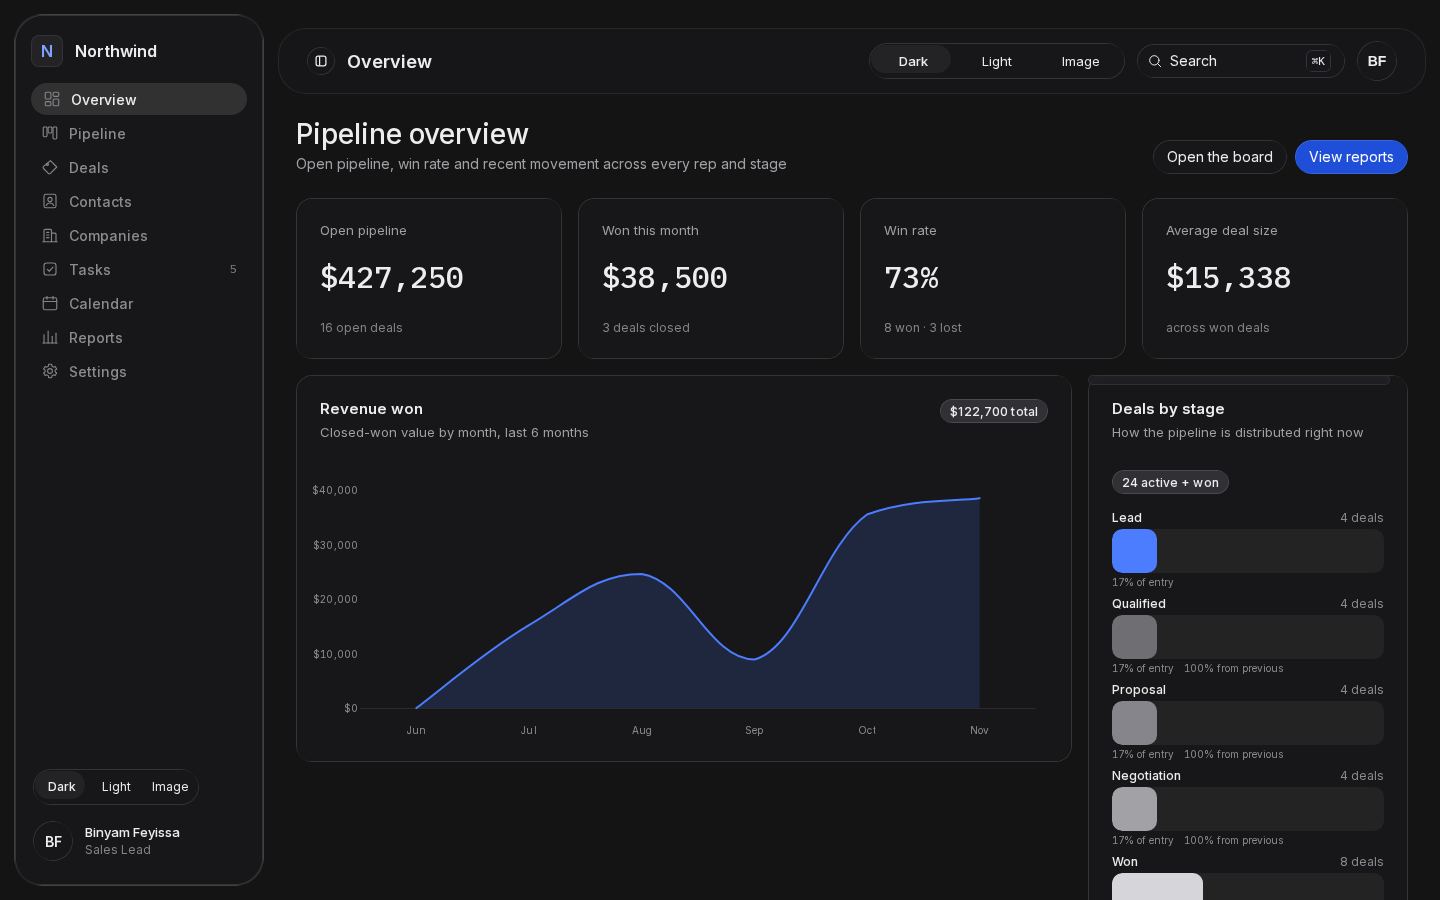 N Northwind
Overview
Pipeline
Deals
Contacts
Companies
Tasks 5
Calendar
Reports
Settings
Dark Light Image
BF
Binyam Feyissa
Sales Lead
Overview
Dark Light Image
Search ⌘K
BF
Pipeline overview
Open pipeline, win rate and recent movement across every rep and stage
Open the board
View reports
Open pipeline
$427,250
16 open deals
Won this month
$38,500
3 deals closed
Win rate
73%
8 won · 3 lost
Average deal size
$15,338
across won deals
Revenue won
Closed-won value by month, last 6 months
$122,700 total
$40,000
$30,000
$20,000
$10,000
$0
Jun Jul Aug Sep Oct Nov
Deals by stage
How the pipeline is distributed right now
24 active + won
Lead 4 deals
17% of entry
Qualified 4 deals
17% of entry 100% from previous
Proposal 4 deals
17% of entry 100% from previous
Negotiation 4 deals
17% of entry 100% from previous
Won 8 deals